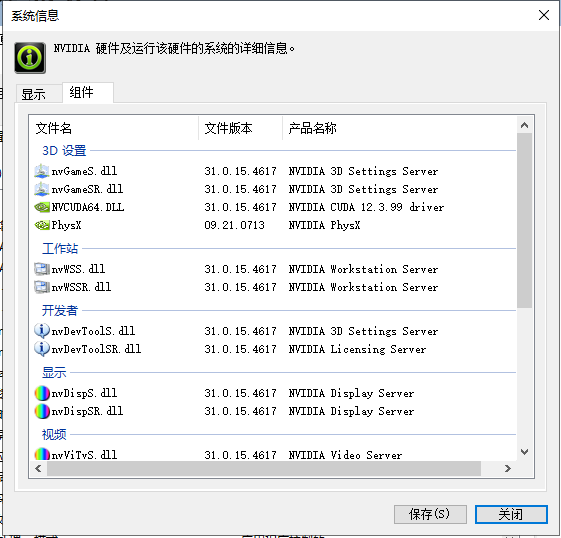 系统信息
NVIDIA 硬件及运行该硬件的系统的详细信息。
显示 组件
文件名 文件版本 产品名称
3D 设置
nvGameS.dll 31.0.15.4617 NVIDIA 3D Settings Server
nvGameSR.dll 31.0.15.4617 NVIDIA 3D Settings Server
NVCUDA64.DLL 31.0.15.4617 NVIDIA CUDA 12.3.99 driver
PhysX 09.21.0713 NVIDIA PhysX
工作站
nvWSS.dll 31.0.15.4617 NVIDIA Workstation Server
nvWSSR.dll 31.0.15.4617 NVIDIA Workstation Server
开发者
nvDevToolS.dll 31.0.15.4617 NVIDIA 3D Settings Server
nvDevToolSR.dll 31.0.15.4617 NVIDIA Licensing Server
显示
nvDispS.dll 31.0.15.4617 NVIDIA Display Server
nvDispSR.dll 31.0.15.4617 NVIDIA Display Server
视频
nvViTvS.dll 31.0.15.4617 NVIDIA Video Server
保存(S) 关闭